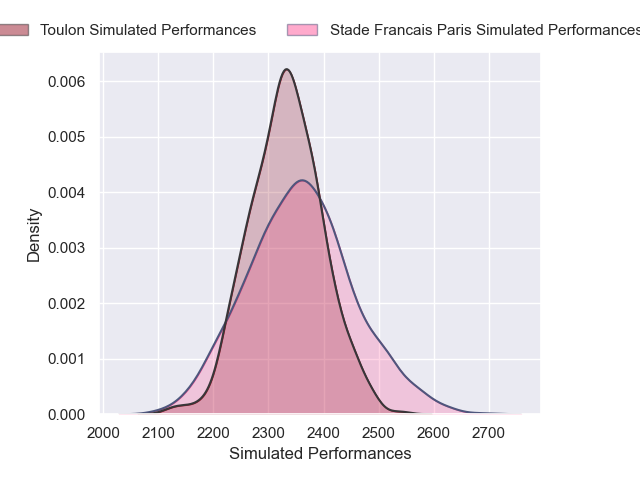 Toulon Simulated Performances
Stade Francais Paris Simulated Performances
0.006
0.005
0.004
0.003
0.002
0.001
0.000
Density
2000 2100 2200 2300 2400 2500 2600 2700
Simulated Performances